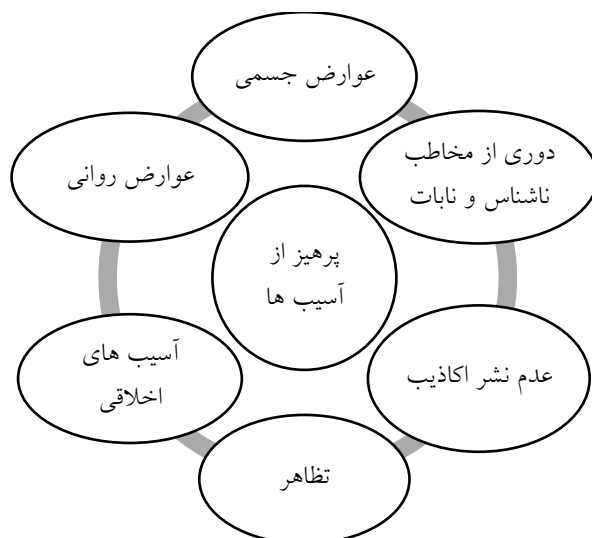 عوارض جسمی
دوری از مخاطب
ناشناس و نابات
عدم نشر اکاذیب
تظاهر
آسیب های
اخلاقی
عوارض روانی
پرهیز از
آسیب ها